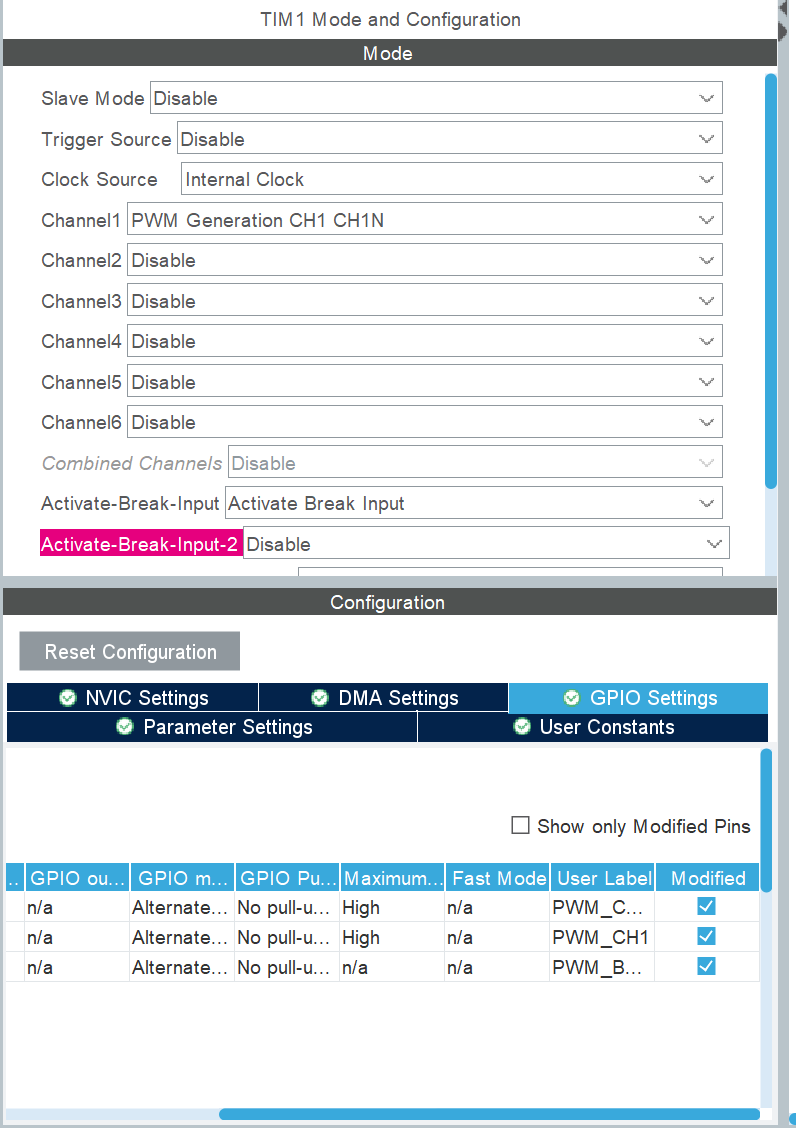 TIM1 Mode and Configuration
Mode
Slave Mode Disable
Trigger Source Disable
Clock Source Internal Clock
Channel1 PWM Generation CH1 CH1N
Channel2 Disable
Channel3 Disable
Channel4 Disable
Channel5 Disable
Channel6 Disable
Combined Channels Disable
Activate-Break-Input Activate Break Input
Activate-Break-Input-2 Disable
Configuration
Reset Configuration
NVIC Settings DMA Settings GPIO Settings
Parameter Settings User Constants
Show only Modified Pins
.. GPIO ou... GPIO m... GPIO Pu... Maximum... Fast Mode User Label Modified
n/a Alternate... No pull-u... High n/a PWM_C...
n/a Alternate... No pull-u... High n/a PWM_CH1
n/a Alternate... No pull-u... n/a n/a PWM_B...